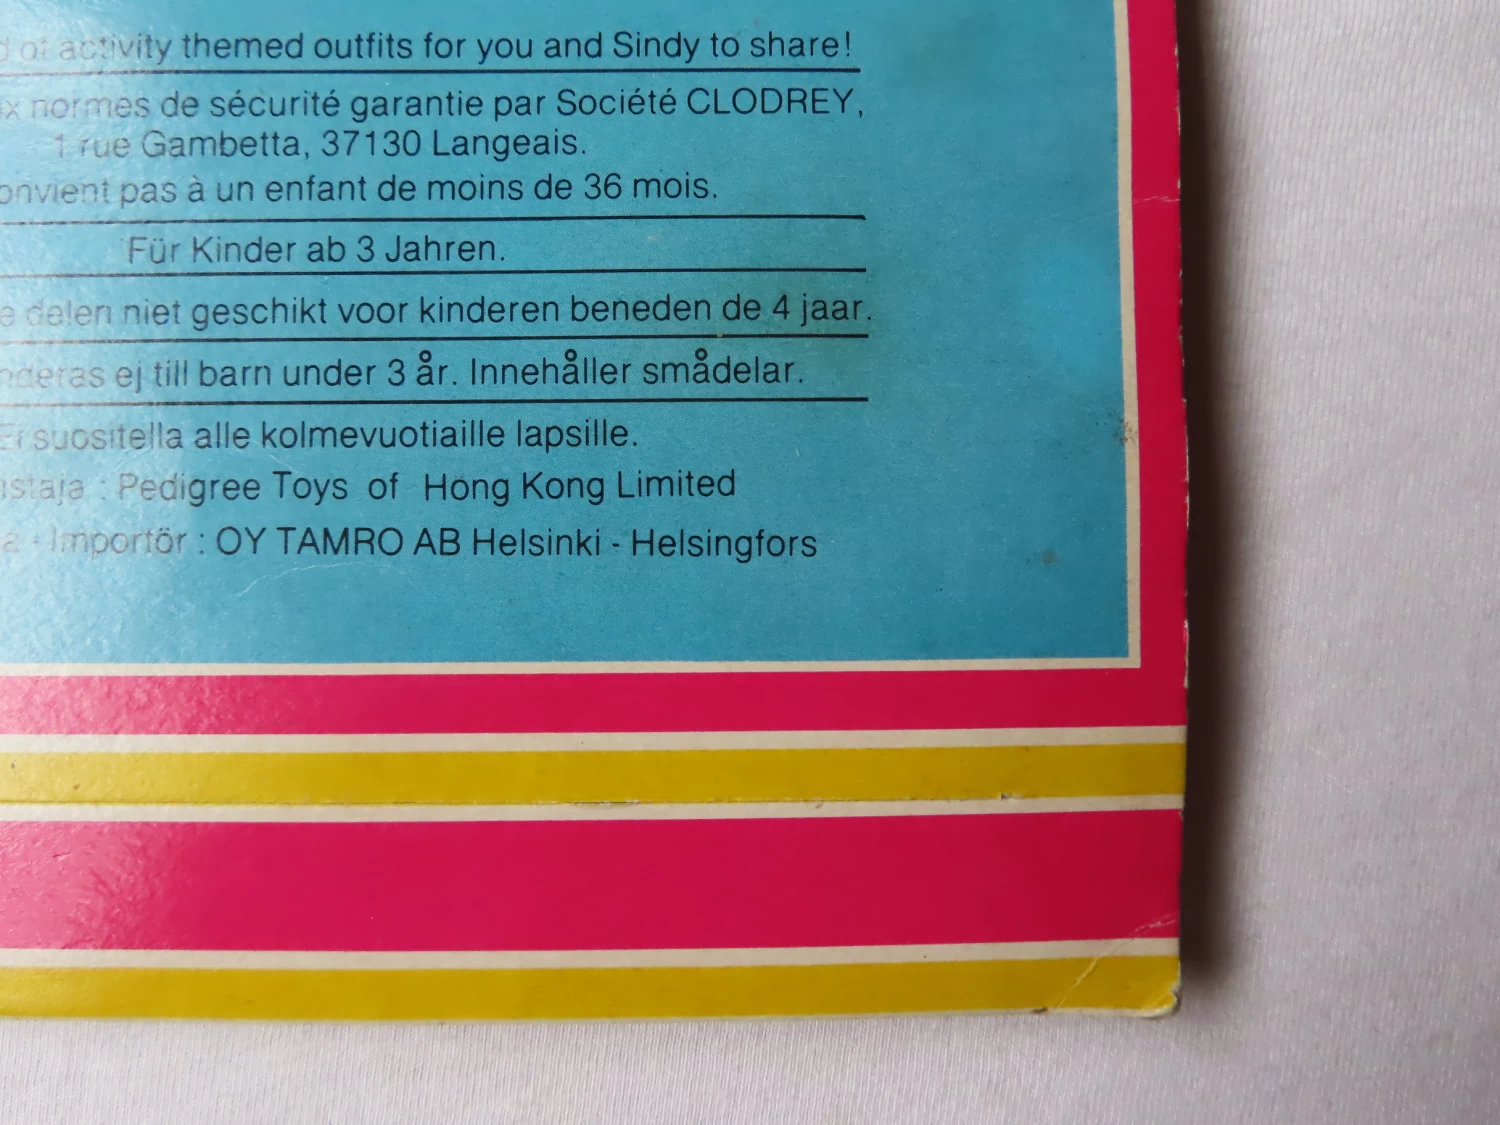 of activity themed outfits for you and Sindy to share!
normes de sécurité garantie par Société CLODREY,
1 rue Gambetta, 37130 Langeais.
pas à un enfant de moins de 36 mois.
Für Kinder ab 3 Jahren.
delen niet geschikt voor kinderen beneden de 4 jaar.
ej till barn under 3 år. Innehåller smådelar.
Ei suositella alle kolmevuotiaille lapsille.
: Pedigree Toys of Hong Kong Limited
- Importör : OY TAMRO AB Helsinki - Helsingfors